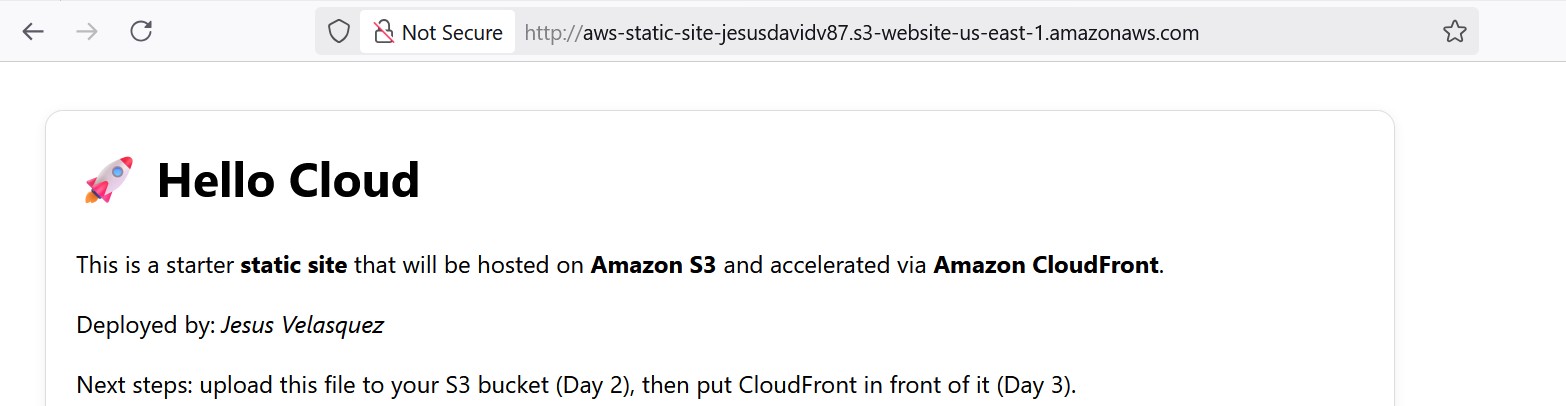 Not Secure http://aws-static-site-jesusdavidv87.s3-website-us-east-1.amazonaws.com
🚀 Hello Cloud
This is a starter static site that will be hosted on Amazon S3 and accelerated via Amazon CloudFront.
Deployed by: Jesus Velasquez
Next steps: upload this file to your S3 bucket (Day 2), then put CloudFront in front of it (Day 3).